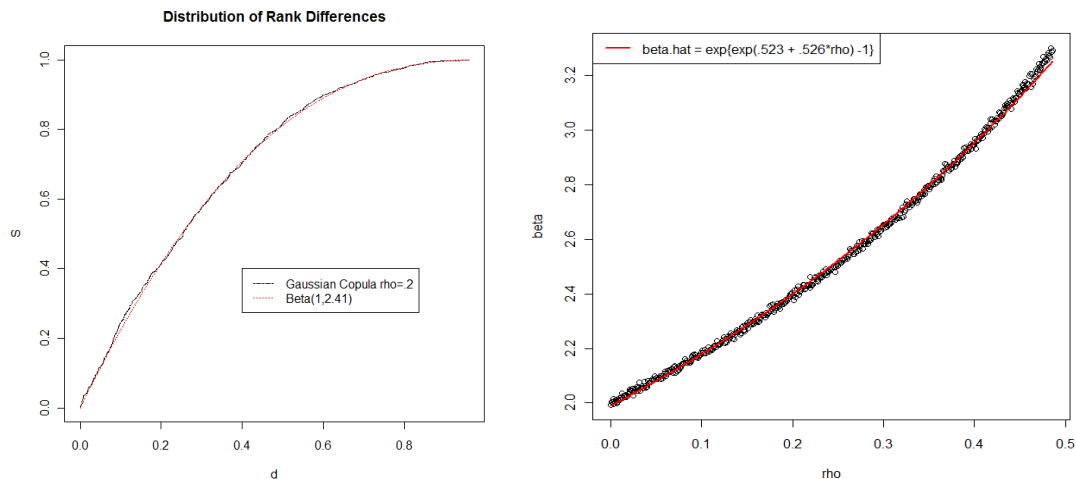 Distribution of Rank Differences
S
1.0
0.8
0.6
0.4
0.2
0.0
Gaussian Copula rho=.2
Beta(1,2.41)
0.0 0.2 0.4 0.6 0.8
d
beta.hat = exp{exp(.523 + .526*rho) -1}
beta
3.2
3.0
2.8
2.6
2.4
2.2
2.0
0.0 0.1 0.2 0.3 0.4 0.5
rho